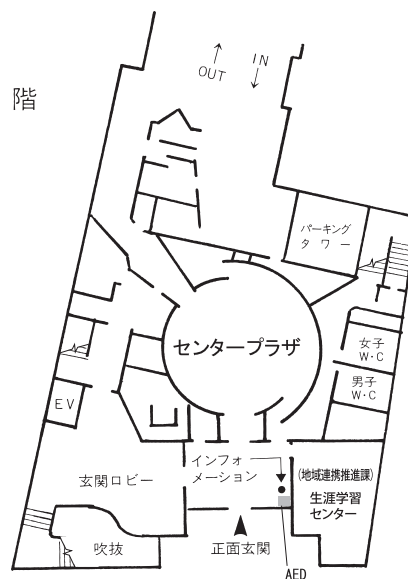 OUT
IN
階
パーキング
タワー
センタープラザ
女子
W・C
男子
W・C
EV
インフォ
メーション
玄関ロビー
(地域連携推進課)
生涯学習
センター
吹抜
正面玄関
AED